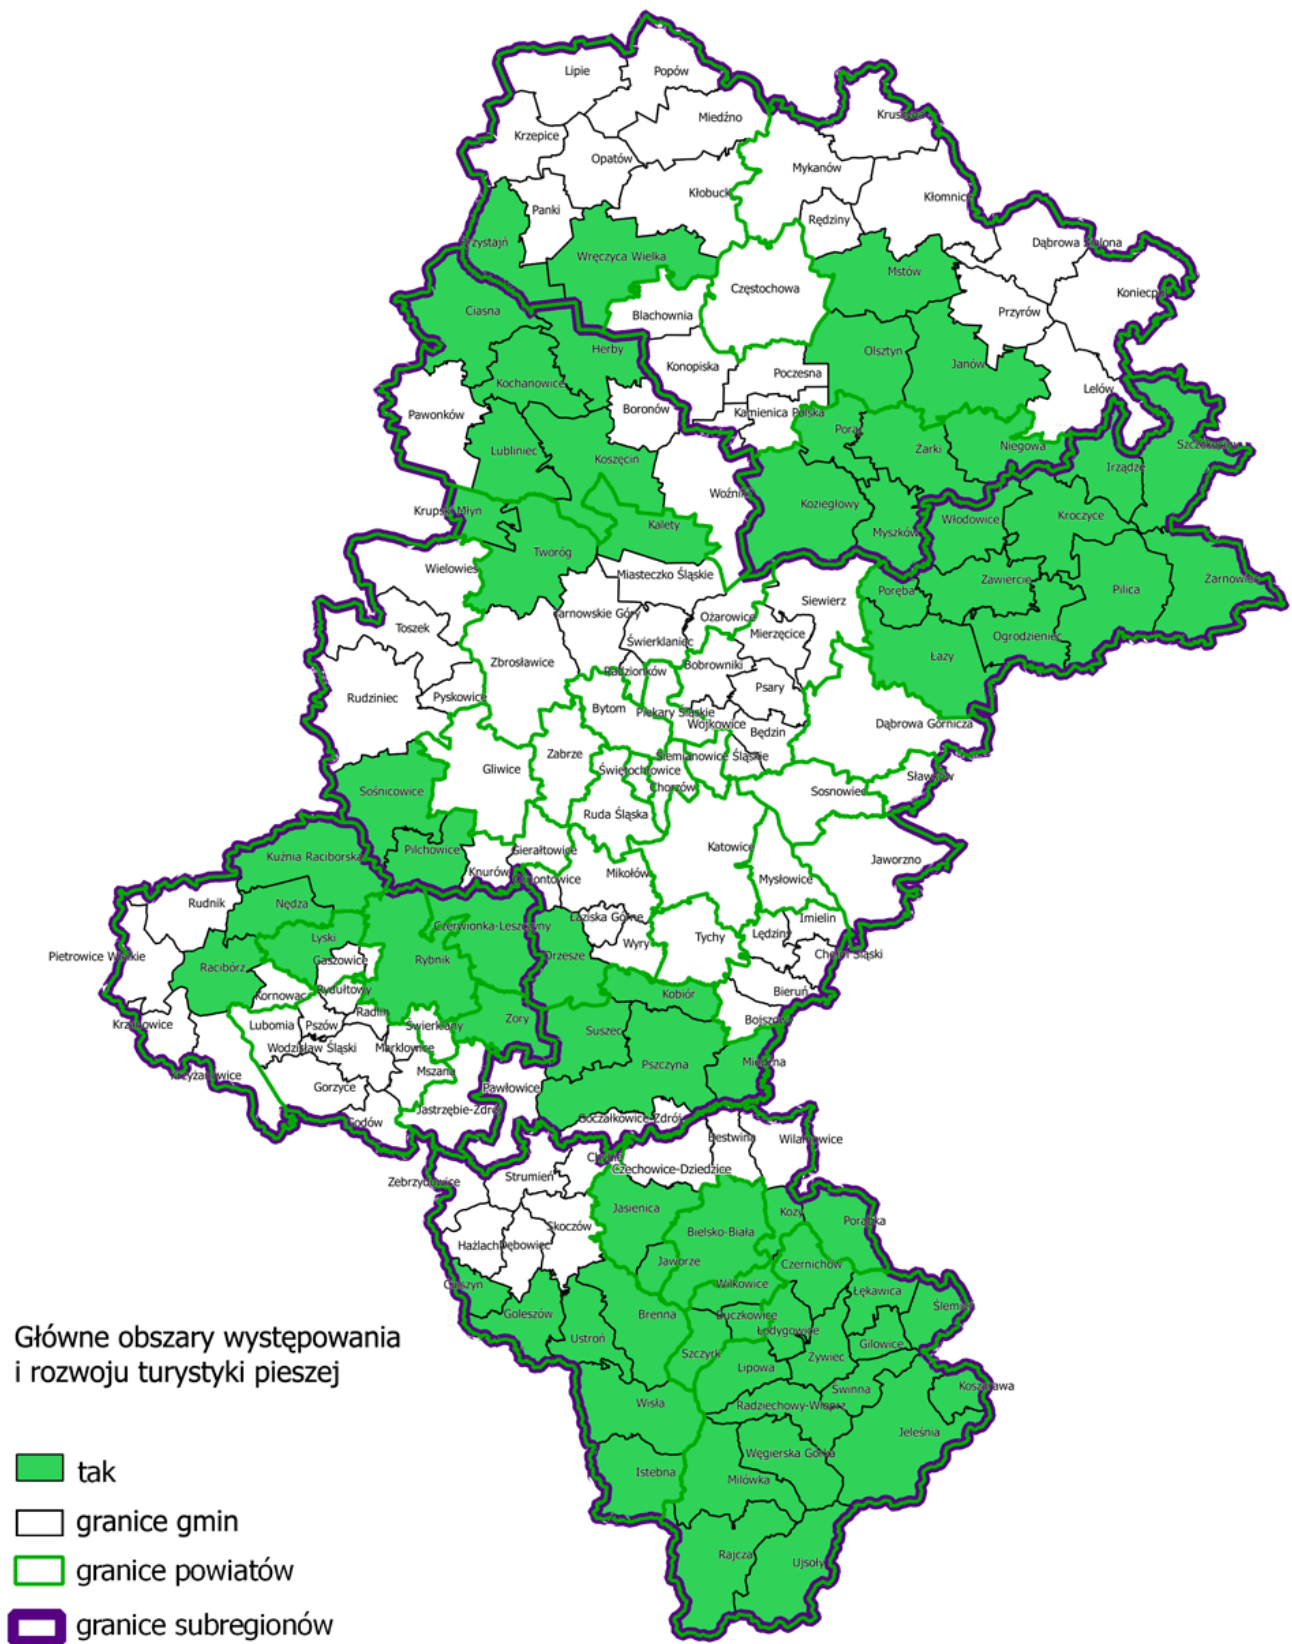 Lipie
Popów
Miedźno
Krzepice
Opatów
Mykanów
Kłobuck
Kłomnic
Panki
Rędziny
Dąbrowa Zielona
Wręczyca Wielka
Mstów
Częstochowa
Koniecpol
Ciasna
Blachownia
Przyrów
Herby
Olsztyn
Janów
Konopiska
Poczesna
Kochanowice
Lelów
Boronów
Kamienica Polska
Pawonków
Poraj
Żarki
Niegowa
Lubliniec
Koszęcin
Irządze
Woźniki
Koziegłowy
Krupski Młyn
Kalety
Myszków
Włodowice
Kroczyce
Tworóg
Wielowieś
Miasteczko Śląskie
Zawiercie
Żarnowiec
Poręba
Pilica
Siewierz
Tarnowskie Góry
Ożarowice
Toszek
Mierzęcice
Ogrodzieniec
Świerklaniec
Zbrosławice
Łazy
Bobrowniki
Radzionków
Rudziniec
Pyskowice
Psary
Bytom
Piekary Śląskie
Wojkowice
Będzin
Dąbrowa Górnicza
Zabrze
Siemianowice Śląskie
Gliwice
Świętochłowice
Sławków
Chorzów
Sośnicowice
Sosnowiec
Ruda Śląska
Katowice
Pilchowice
Gierałtowice
Kuźnia Raciborska
Jaworzno
Knurów
Ornontowice
Mikołów
Mysłowice
Rudnik
Nędza
Łaziska Górne
Imielin
Czerwionka-Leszczyny
Lędziny
Lyski
Tychy
Wyry
Pietrowice Wielkie
Gaszowice
Rybnik
Orzesze
Chełm Śląski
Racibórz
Rydułtowy
Kornowac
Kobiór
Bieruń
Radlin
Krzanowice
Lubomia
Pszów
Świerklany
Żory
Bojszowy
Suszec
Wodzisław Śląski
Marklowice
Pszczyna
Miedźna
Krzyżanowice
Mszana
Gorzyce
Pawłowice
Jastrzębie-Zdrój
Godów
Goczałkowice-Zdrój
Bestwina
Wilamowice
Czechowice-Dziedzice
Strumień
Zebrzydowice
Jasienica
Kozy
Porąbka
Skoczów
Bielsko-Biała
Hażlach
Dębowiec
Jaworze
Czernichów
Cieszyn
Wilkowice
Łękawica
Ślemień
Goleszów
Brenna
Buczkowice
Łodygowice
Ustroń
Gilowice
Szczyrk
Żywiec
Lipowa
Świnna
Koszarawa
Wisła
Radziechowy-Wieprz
Jeleśnia
Węgierska Górka
Istebna
Milówka
Rajcza
Ujsoły
Główne obszary występowania
i rozwoju turystyki pieszej
tak
granice gmin
granice powiatów
granice subregionów